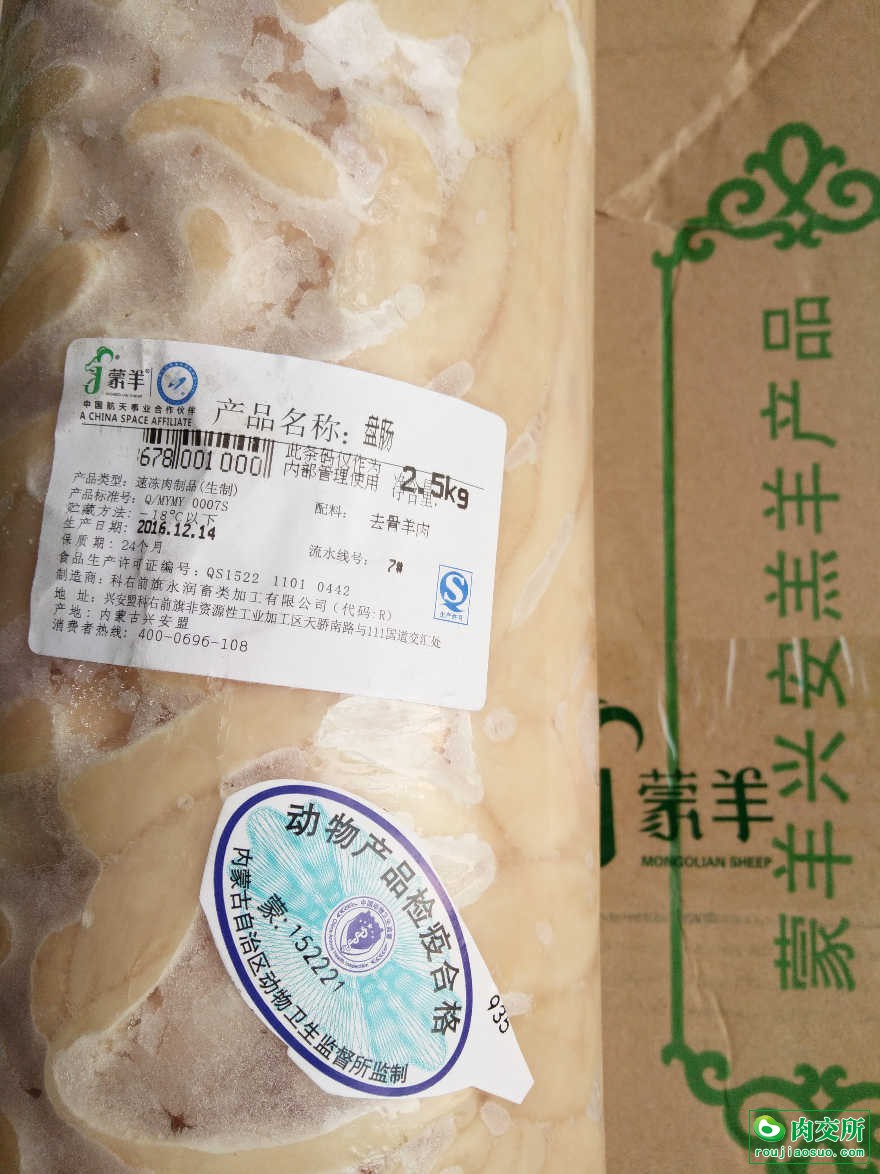 蒙羊
MONGOLIAN SHEEP
中国航天事业合作伙伴
A CHINA SPACE AFFILIATE
产品名称: 盘肠
678 001000
此条码仅作为
内部管理使用
2.5kg
产品类型: 速冻肉制品(生制)
产品标准号: Q/MYMY 0007S
配料: 去骨羊肉
贮藏方法: -18℃以下
生产日期: 2016.12.14
保质期: 24个月
流水线号: 7#
食品生产许可证编号: QS1522 1101 0442
制造商: 科右前旗永润畜类加工有限公司(代码:R)
地 址: 兴安盟科右前旗非资源性工业加工区天骄南路与111国道交汇处
产地: 内蒙古兴安盟
消费者热线: 400-0696-108
生产许可
动物产品检疫合格
蒙:152221
内蒙古自治区动物卫生监督所监制
935
蒙羊兴安羔羊产品
蒙羊
MONGOLIAN SHEEP
肉交所
roujiaosuo.com